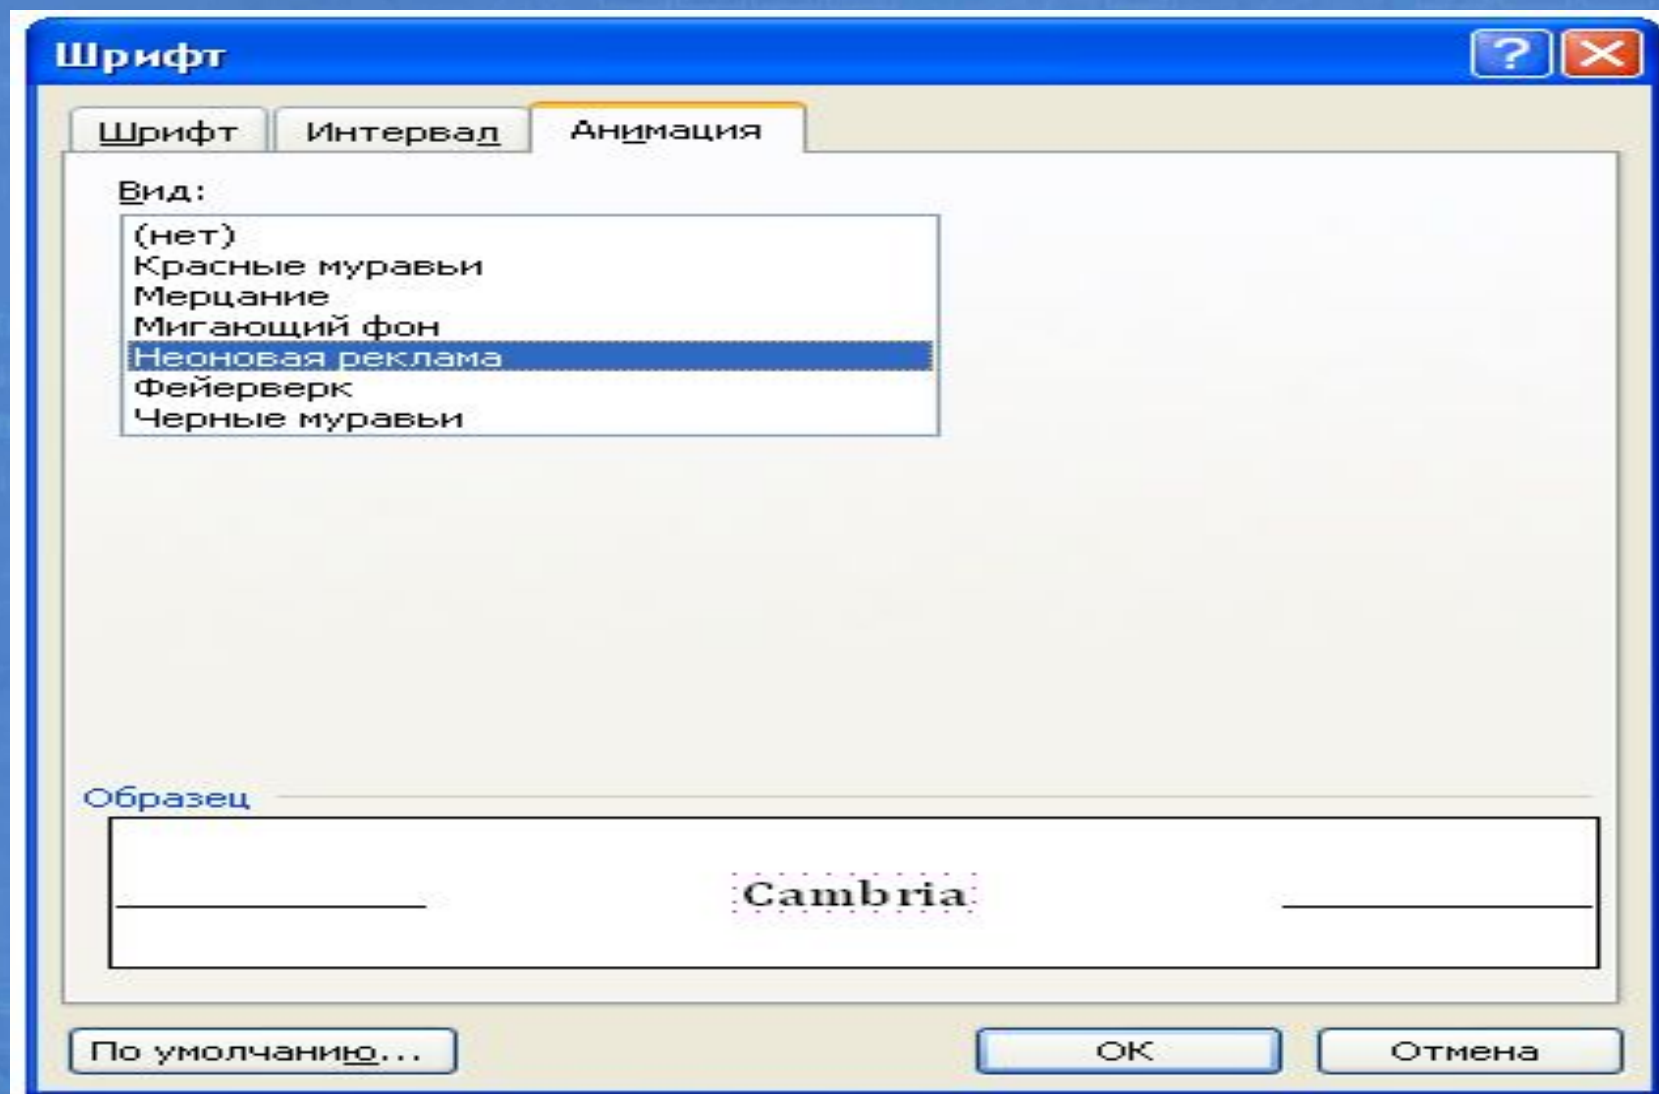 Шрифт
Шрифт Интервал Анимация
Вид:
(нет)
Красные муравьи
Мерцание
Мигающий фон
Неоновая реклама
Фейерверк
Черные муравьи
Образец
Cambria
По умолчанию... ОК Отмена